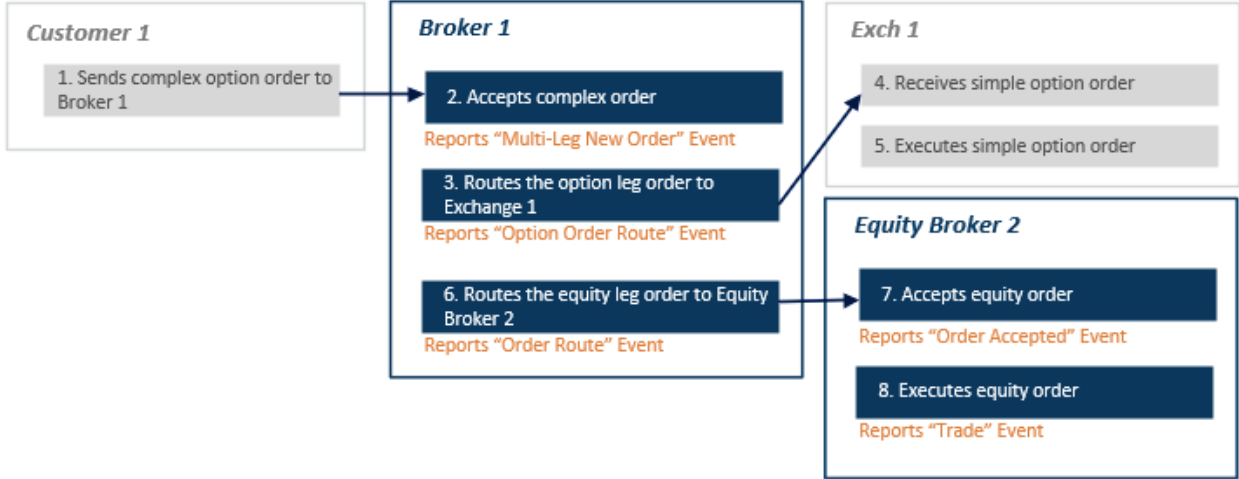 Customer 1
1. Sends complex option order to
Broker 1
Broker 1
2. Accepts complex order
Reports “Multi-Leg New Order” Event
3. Routes the option leg order to
Exchange 1
Reports “Option Order Route” Event
6. Routes the equity leg order to Equity
Broker 2
Reports “Order Route” Event
Exch 1
4. Receives simple option order
5. Executes simple option order
Equity Broker 2
7. Accepts equity order
Reports “Order Accepted” Event
8. Executes equity order
Reports “Trade” Event